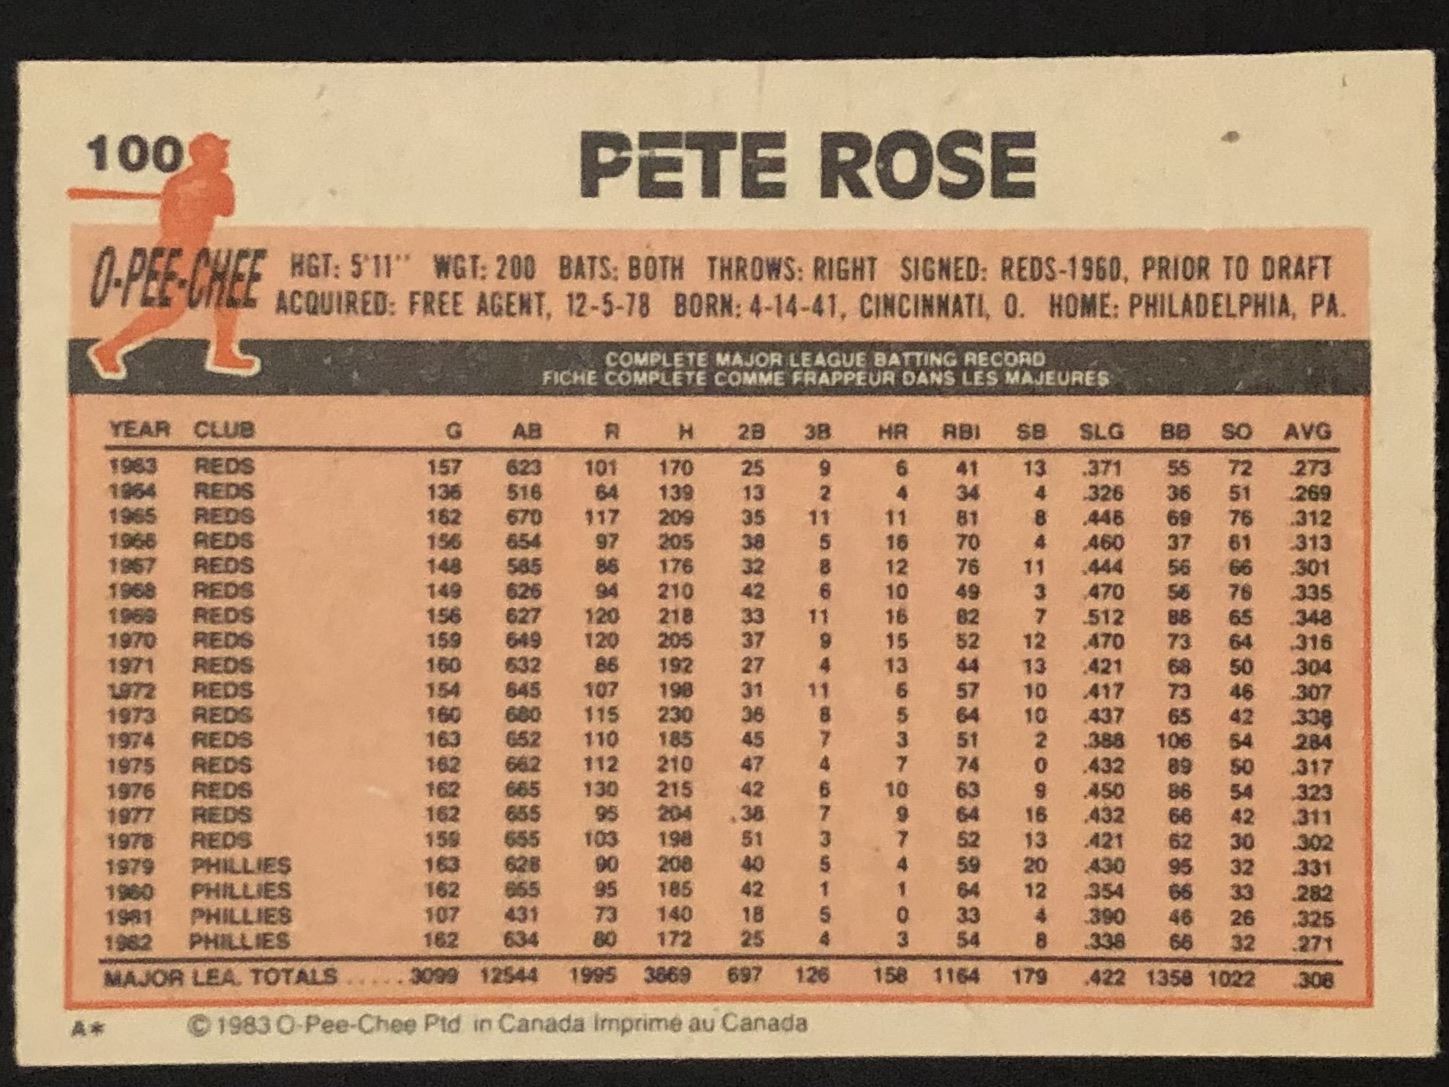 100
PETE ROSE
O-PEE-CHEE
HGT: 5'11" WGT: 200 BATS: BOTH THROWS: RIGHT SIGNED: REDS-1960, PRIOR TO DRAFT
ACQUIRED: FREE AGENT, 12-5-78 BORN: 4-14-41, CINCINNATI, O. HOME: PHILADELPHIA, PA.
COMPLETE MAJOR LEAGUE BATTING RECORD
FICHE COMPLETE COMME FRAPPEUR DANS LES MAJEURES
YEAR CLUB G AB R H 2B 3B HR RBI SB SLG BB SO AVG
1963 REDS 157 623 101 170 25 9 6 41 13 .371 55 72 .273
1964 REDS 136 516 64 139 13 2 4 34 4 .326 36 51 .269
1965 REDS 162 670 117 209 35 11 11 81 8 .446 69 76 .312
1966 REDS 156 654 97 205 38 5 16 70 4 .460 37 61 .313
1967 REDS 148 585 86 176 32 8 12 76 11 .444 56 66 .301
1968 REDS 149 626 94 210 42 6 10 49 3 .470 56 76 .335
1969 REDS 156 627 120 218 33 11 16 82 7 .512 88 65 .348
1970 REDS 159 649 120 205 37 9 15 52 12 .470 73 64 .316
1971 REDS 160 632 86 192 27 4 13 44 13 .421 68 50 .304
1972 REDS 154 645 107 198 31 11 6 57 10 .417 73 46 .307
1973 REDS 160 680 115 230 36 8 5 64 10 .437 65 42 .338
1974 REDS 163 652 110 185 45 7 3 51 2 .388 106 54 .284
1975 REDS 162 662 112 210 47 4 7 74 0 .432 89 50 .317
1976 REDS 162 665 130 215 42 6 10 63 9 .450 86 54 .323
1977 REDS 162 655 95 204 38 7 9 64 16 .432 66 42 .311
1978 REDS 159 655 103 198 51 3 7 52 13 .421 62 30 .302
1979 PHILLIES 163 628 90 208 40 5 4 59 20 .430 95 32 .331
1980 PHILLIES 162 655 95 185 42 1 1 64 12 .354 66 33 .282
1981 PHILLIES 107 431 73 140 18 5 0 33 4 .390 46 26 .325
1982 PHILLIES 162 634 80 172 25 4 3 54 8 .338 66 32 .271
MAJOR LEA. TOTALS ..... 3099 12544 1995 3869 697 126 158 1164 179 .422 1358 1022 .308
A* © 1983 O-Pee-Chee Ptd. in Canada Imprimé au Canada